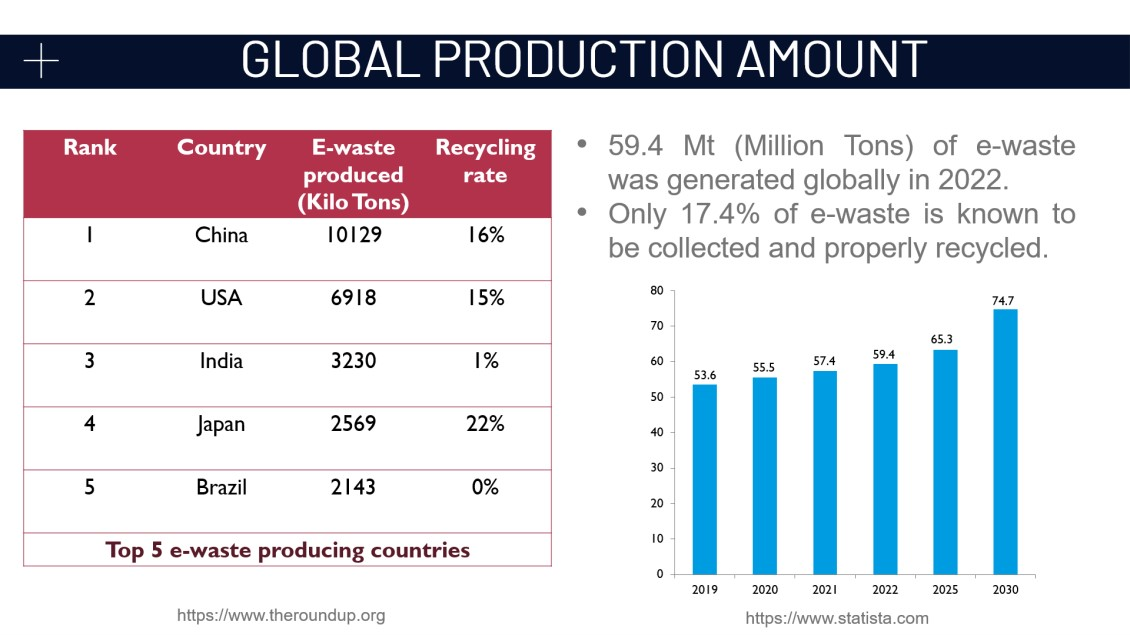 GLOBAL PRODUCTION AMOUNT
Rank Country E-waste produced (Kilo Tons) Recycling rate
1 China 10129 16%
2 USA 6918 15%
3 India 3230 1%
4 Japan 2569 22%
5 Brazil 2143 0%
Top 5 e-waste producing countries
https://www.theroundup.org
• 59.4 Mt (Million Tons) of e-waste
was generated globally in 2022.
• Only 17.4% of e-waste is known to
be collected and properly recycled.
80
70
60
50
40
30
20
10
0
53.6 55.5 57.4 59.4 65.3 74.7
2019 2020 2021 2022 2025 2030
https://www.statista.com